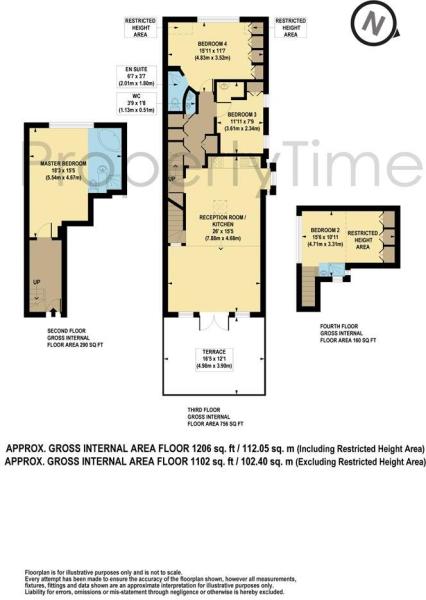 N
RESTRICTED
HEIGHT
AREA
RESTRICTED
HEIGHT
AREA
BEDROOM 4
15'11 x 11'7
(4.83m x 3.52m)
EN SUITE
6'7 x 3'7
(2.01m x 1.80m)
WC
3'9 x 1'8
(1.13m x 0.51m)
BEDROOM 3
11'11 x 7'9
(3.61m x 2.34m)
PropertyTime
MASTER BEDROOM
18'3 x 15'5
(5.54m x 4.67m)
UP
RECEPTION ROOM /
KITCHEN
26' x 15'5
(7.88m x 4.68m)
BEDROOM 2
15'6 x 10'11
(4.71m x 3.31m)
RESTRICTED
HEIGHT
AREA
UP
SECOND FLOOR
GROSS INTERNAL
FLOOR AREA 290 SQ FT
FOURTH FLOOR
GROSS INTERNAL
FLOOR AREA 160 SQ FT
TERRACE
16'5 x 12'1
(4.98m x 3.90m)
THIRD FLOOR
GROSS INTERNAL
FLOOR AREA 756 SQ FT
APPROX. GROSS INTERNAL AREA FLOOR 1206 sq. ft / 112.05 sq. m (Including Restricted Height Area)
APPROX. GROSS INTERNAL AREA FLOOR 1102 sq. ft / 102.40 sq. m (Excluding Restricted Height Area)
Floorplan is for illustrative purposes only and is not to scale.
Every attempt has been made to ensure the accuracy of the floorplan shown, however all measurements,
fixtures, fittings and data shown are an approximate interpretation for illustrative purposes only.
Liability for errors, omissions or mis-statement through negligence or otherwise is hereby excluded.